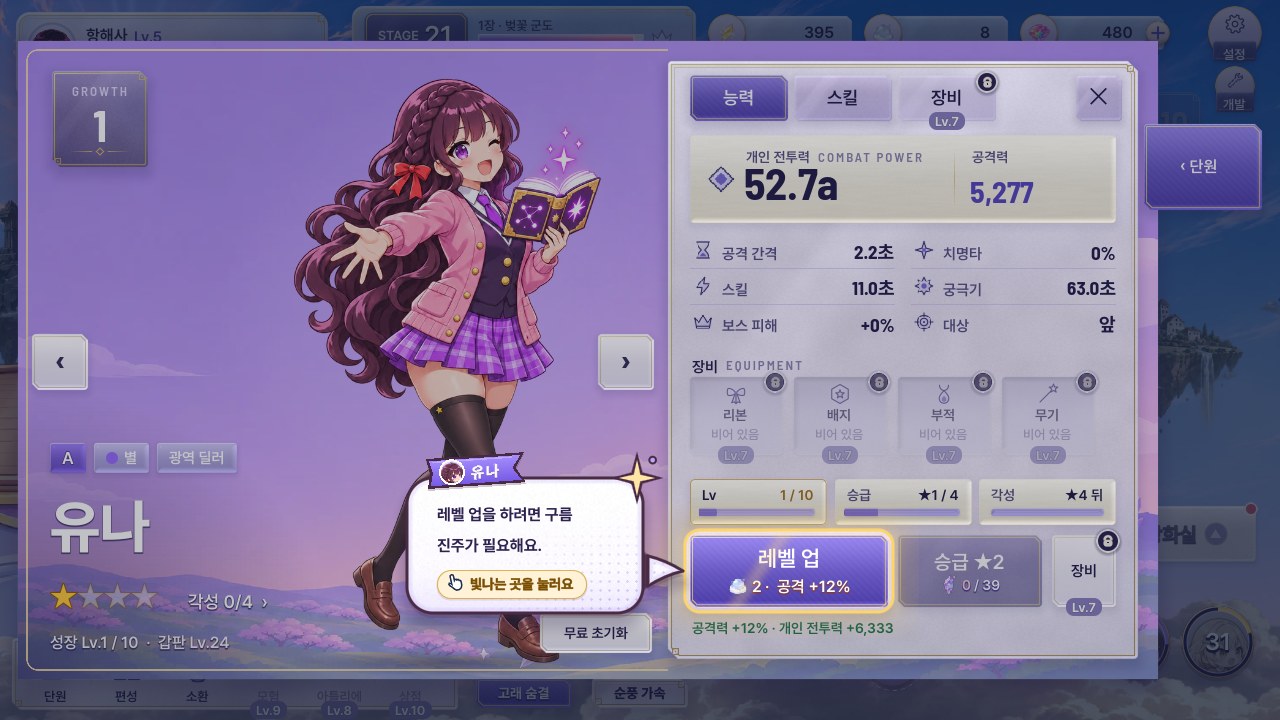 항해사 Lv.5
STAGE 21
1장 · 벚꽃 군도
395
8
480
설정
개발
GROWTH
1
능력
스킬
장비
Lv.7
‹ 단원
개인 전투력 COMBAT POWER
52.7a
공격력
5,277
공격 간격 2.2초
치명타 0%
스킬 11.0초
궁극기 63.0초
보스 피해 +0%
대상 앞
장비 EQUIPMENT
리본
비어 있음
Lv.7
배지
비어 있음
Lv.7
부적
비어 있음
Lv.7
무기
비어 있음
Lv.7
‹
›
A
별
광역 딜러
유나
각성 0/4 ›
성장 Lv.1 / 10 · 갑판 Lv.24
유나
레벨 업을 하려면 구름
진주가 필요해요.
빛나는 곳을 눌러요
무료 초기화
Lv 1 / 10
승급 ★1 / 4
각성 ★4 뒤
레벨 업
2 · 공격 +12%
승급 ★2
0 / 39
장비
Lv.7
공격력 +12% · 개인 전투력 +6,333
31
단원
편성
소환
Lv.9
아틀리에
Lv.8
상점
Lv.10
고래 숨결
순풍 가속